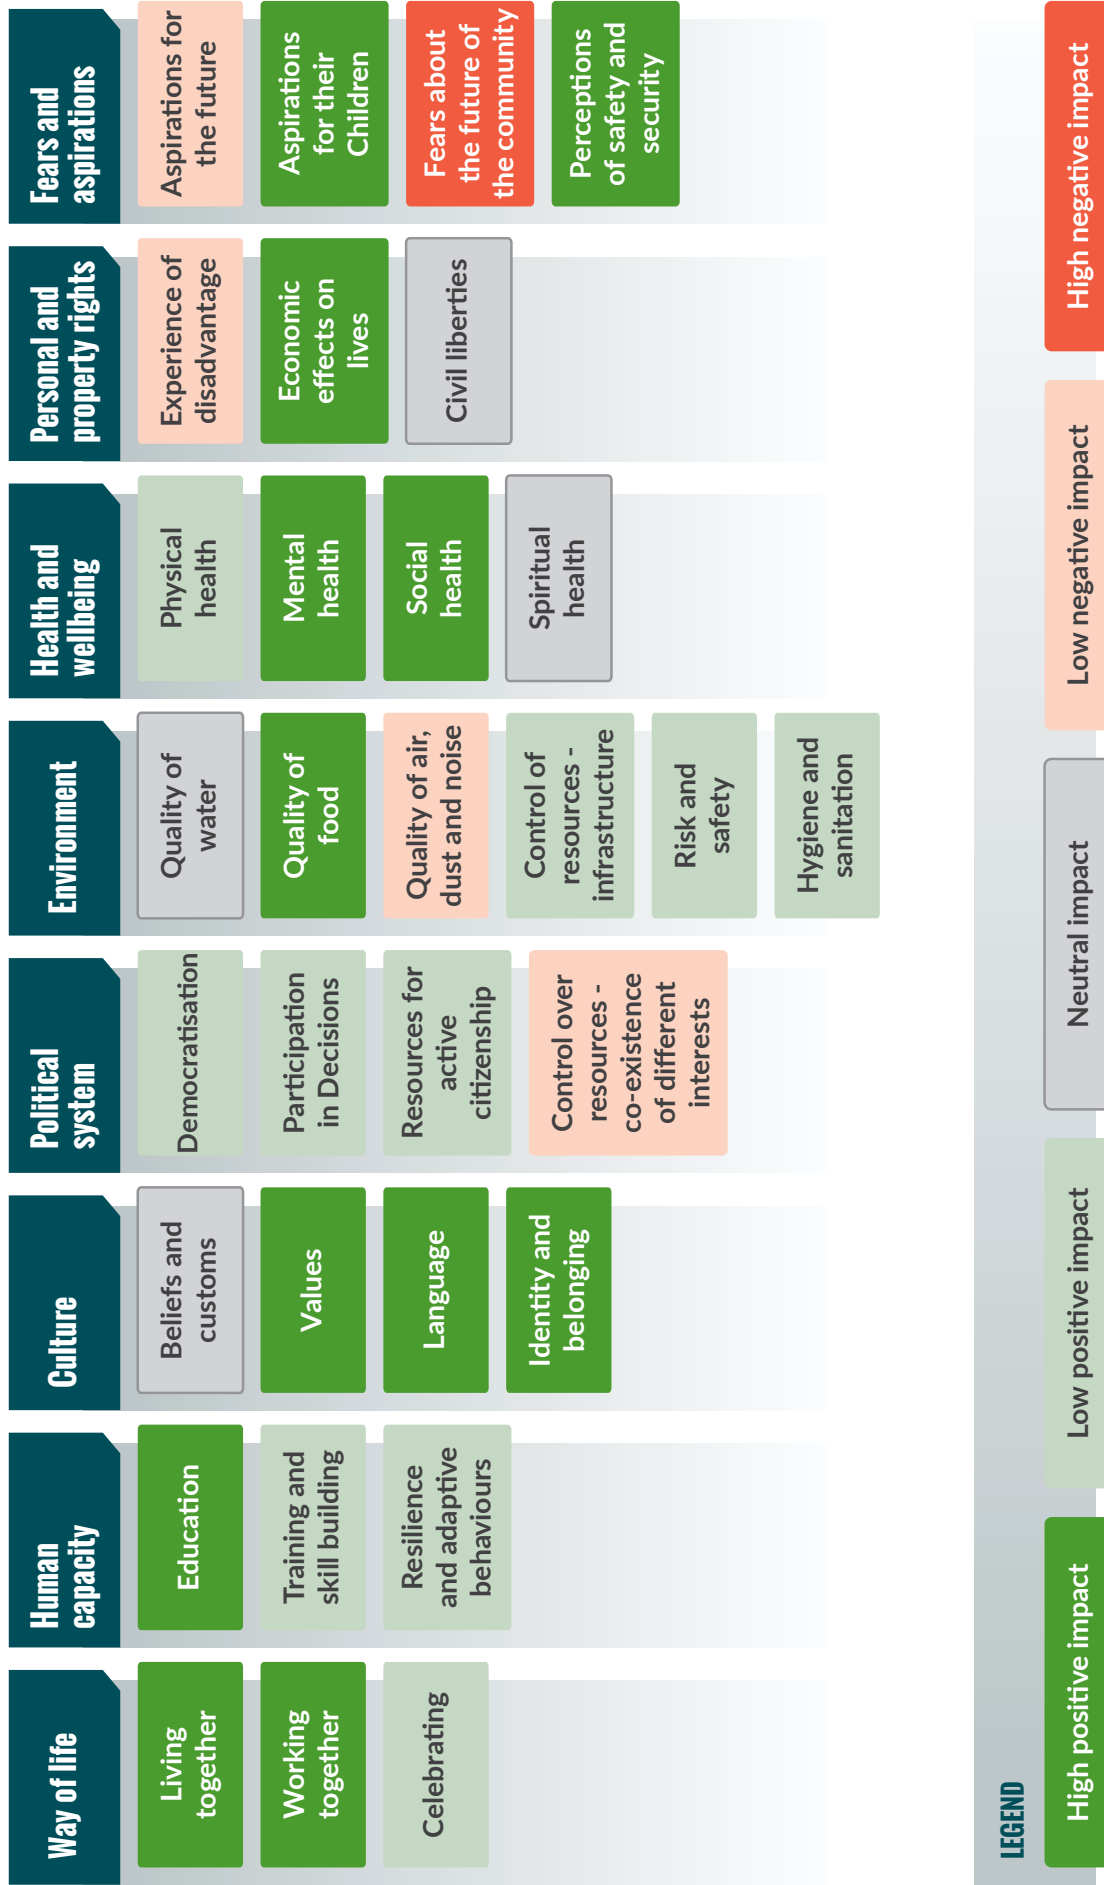 Way of life
Living
together
Working
together
Celebrating
Human
capacity
Education
Training and
skill building
Resilience
and adaptive
behaviours
Culture
Beliefs and
customs
Values
Language
Identity and
belonging
Political
system
Democratisation
Participation
in Decisions
Resources for
active
citizenship
Control over
resources -
co-existence
of different
interests
Environment
Quality of
water
Quality of
food
Quality of air,
dust and noise
Control of
resources -
infrastructure
Risk and
safety
Hygiene and
sanitation
Health and
wellbeing
Physical
health
Mental
health
Social
health
Spiritual
health
Personal and
property rights
Experience of
disadvantage
Economic
effects on
lives
Civil liberties
Fears and
aspirations
Aspirations for
the future
Aspirations
for their
Children
Fears about
the future of
the community
Perceptions
of safety and
security
LEGEND
High positive impact
Low positive impact
Neutral impact
Low negative impact
High negative impact